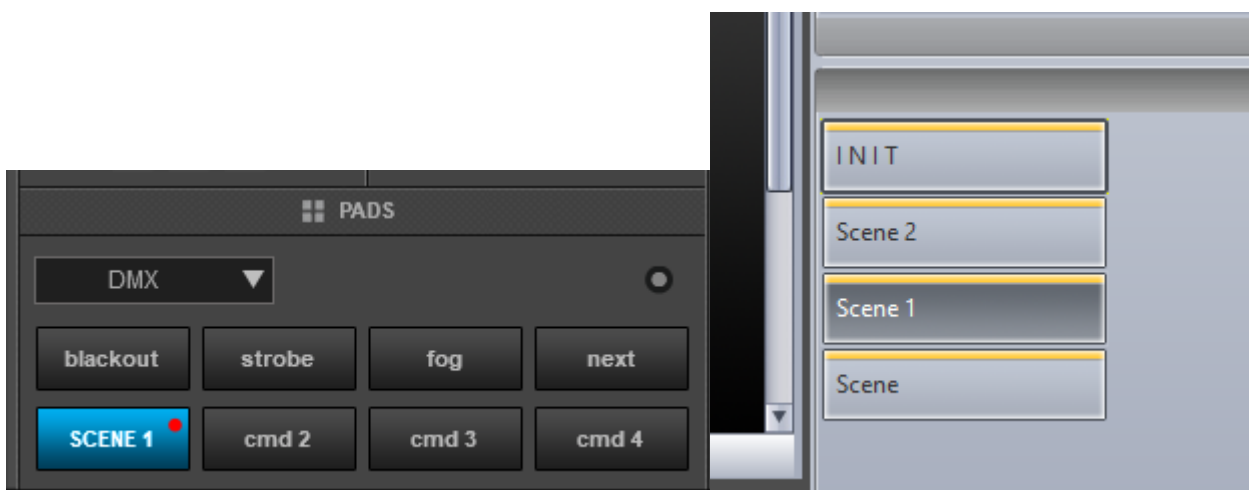 PADS
DMX
blackout strobe fog next
SCENE 1 cmd 2 cmd 3 cmd 4
I N I T
Scene 2
Scene 1
Scene